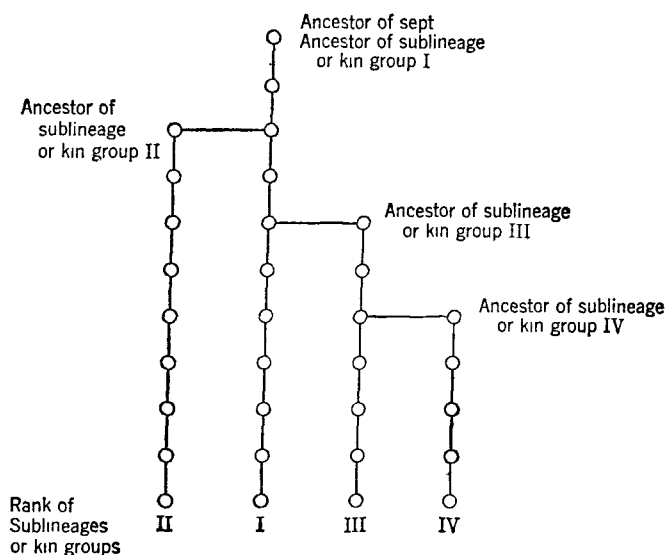 Ancestor of sept
Ancestor of sublineage
or kin group I
Ancestor of
sublineage
or kin group II
Ancestor of sublineage
or kin group III
Ancestor of sublineage
or kin group IV
Rank of
Sublineages
or kin groups
II I III IV